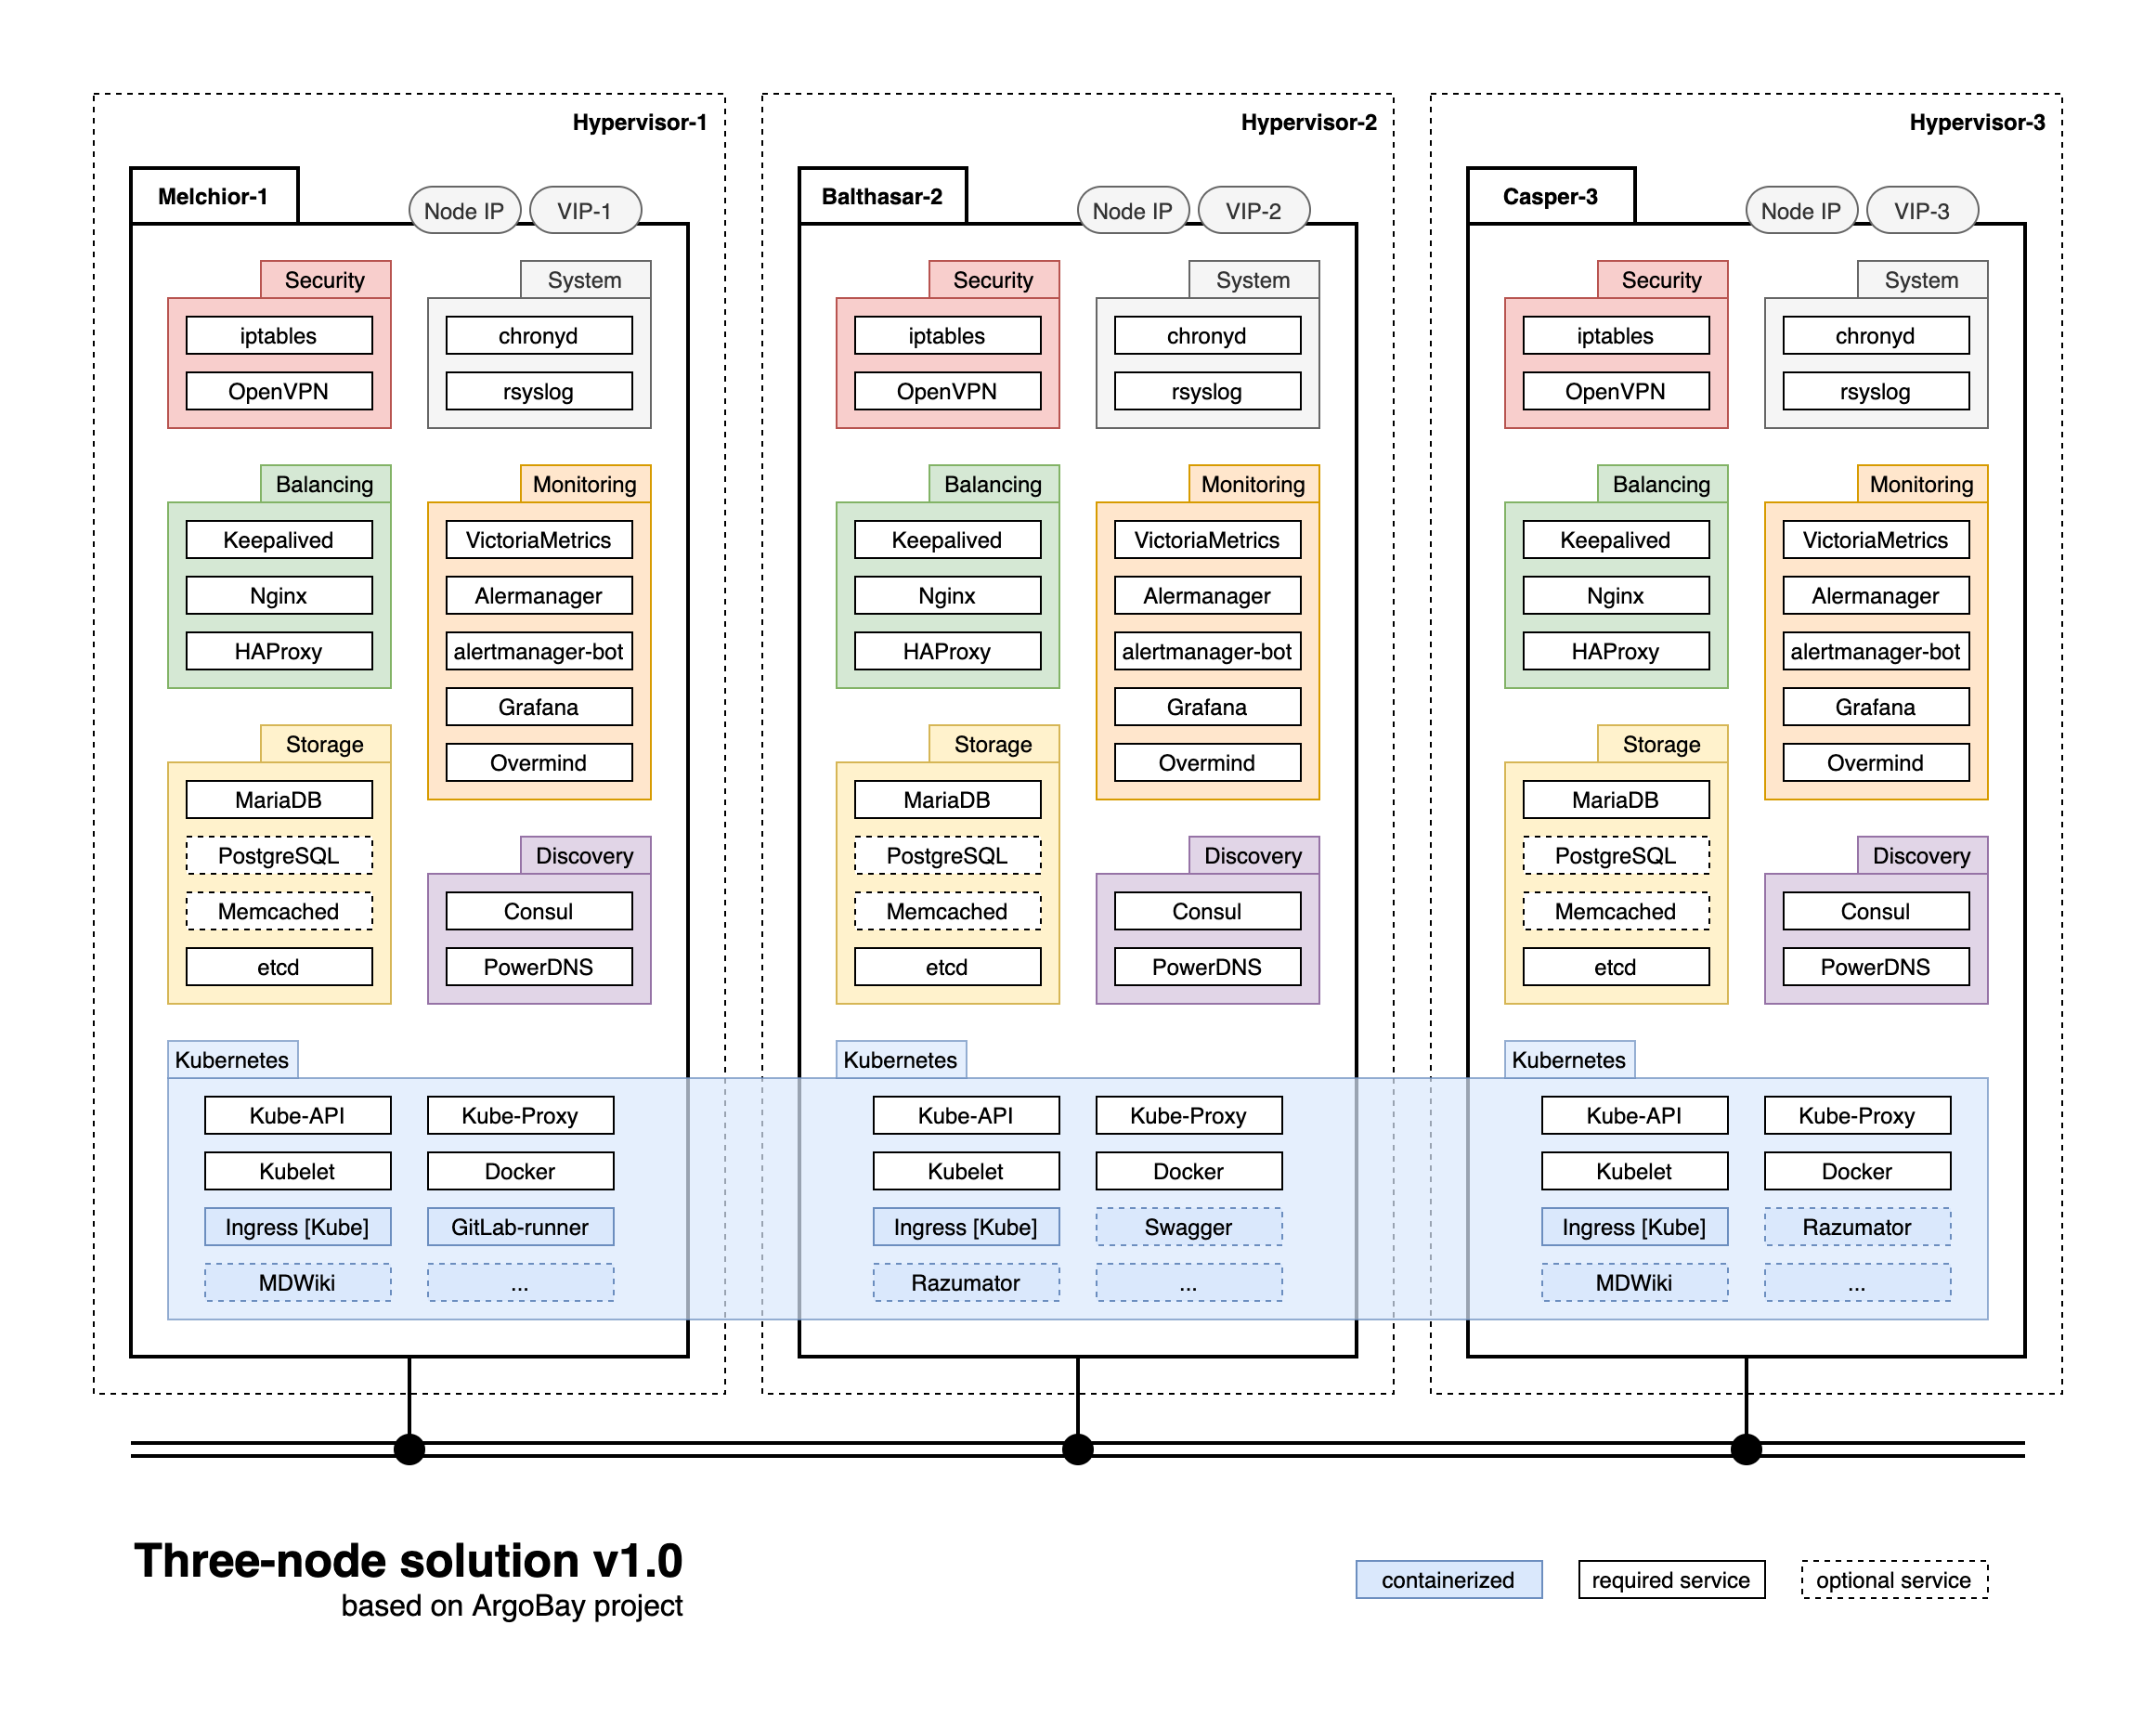 Hypervisor-1
Melchior-1
Node IP
VIP-1
Security
iptables
OpenVPN
System
chronyd
rsyslog
Balancing
Keepalived
Nginx
HAProxy
Monitoring
VictoriaMetrics
Alermanager
alertmanager-bot
Grafana
Overmind
Storage
MariaDB
PostgreSQL
Memcached
etcd
Discovery
Consul
PowerDNS
Kubernetes
Kube-API
Kube-Proxy
Kubelet
Docker
Ingress [Kube]
GitLab-runner
MDWiki
...
Hypervisor-2
Balthasar-2
Node IP
VIP-2
Security
iptables
OpenVPN
System
chronyd
rsyslog
Balancing
Keepalived
Nginx
HAProxy
Monitoring
VictoriaMetrics
Alermanager
alertmanager-bot
Grafana
Overmind
Storage
MariaDB
PostgreSQL
Memcached
etcd
Discovery
Consul
PowerDNS
Kubernetes
Kube-API
Kube-Proxy
Kubelet
Docker
Ingress [Kube]
Swagger
Razumator
...
Hypervisor-3
Casper-3
Node IP
VIP-3
Security
iptables
OpenVPN
System
chronyd
rsyslog
Balancing
Keepalived
Nginx
HAProxy
Monitoring
VictoriaMetrics
Alermanager
alertmanager-bot
Grafana
Overmind
Storage
MariaDB
PostgreSQL
Memcached
etcd
Discovery
Consul
PowerDNS
Kubernetes
Kube-API
Kube-Proxy
Kubelet
Docker
Ingress [Kube]
Razumator
MDWiki
...
Three-node solution v1.0
based on ArgoBay project
containerized
required service
optional service